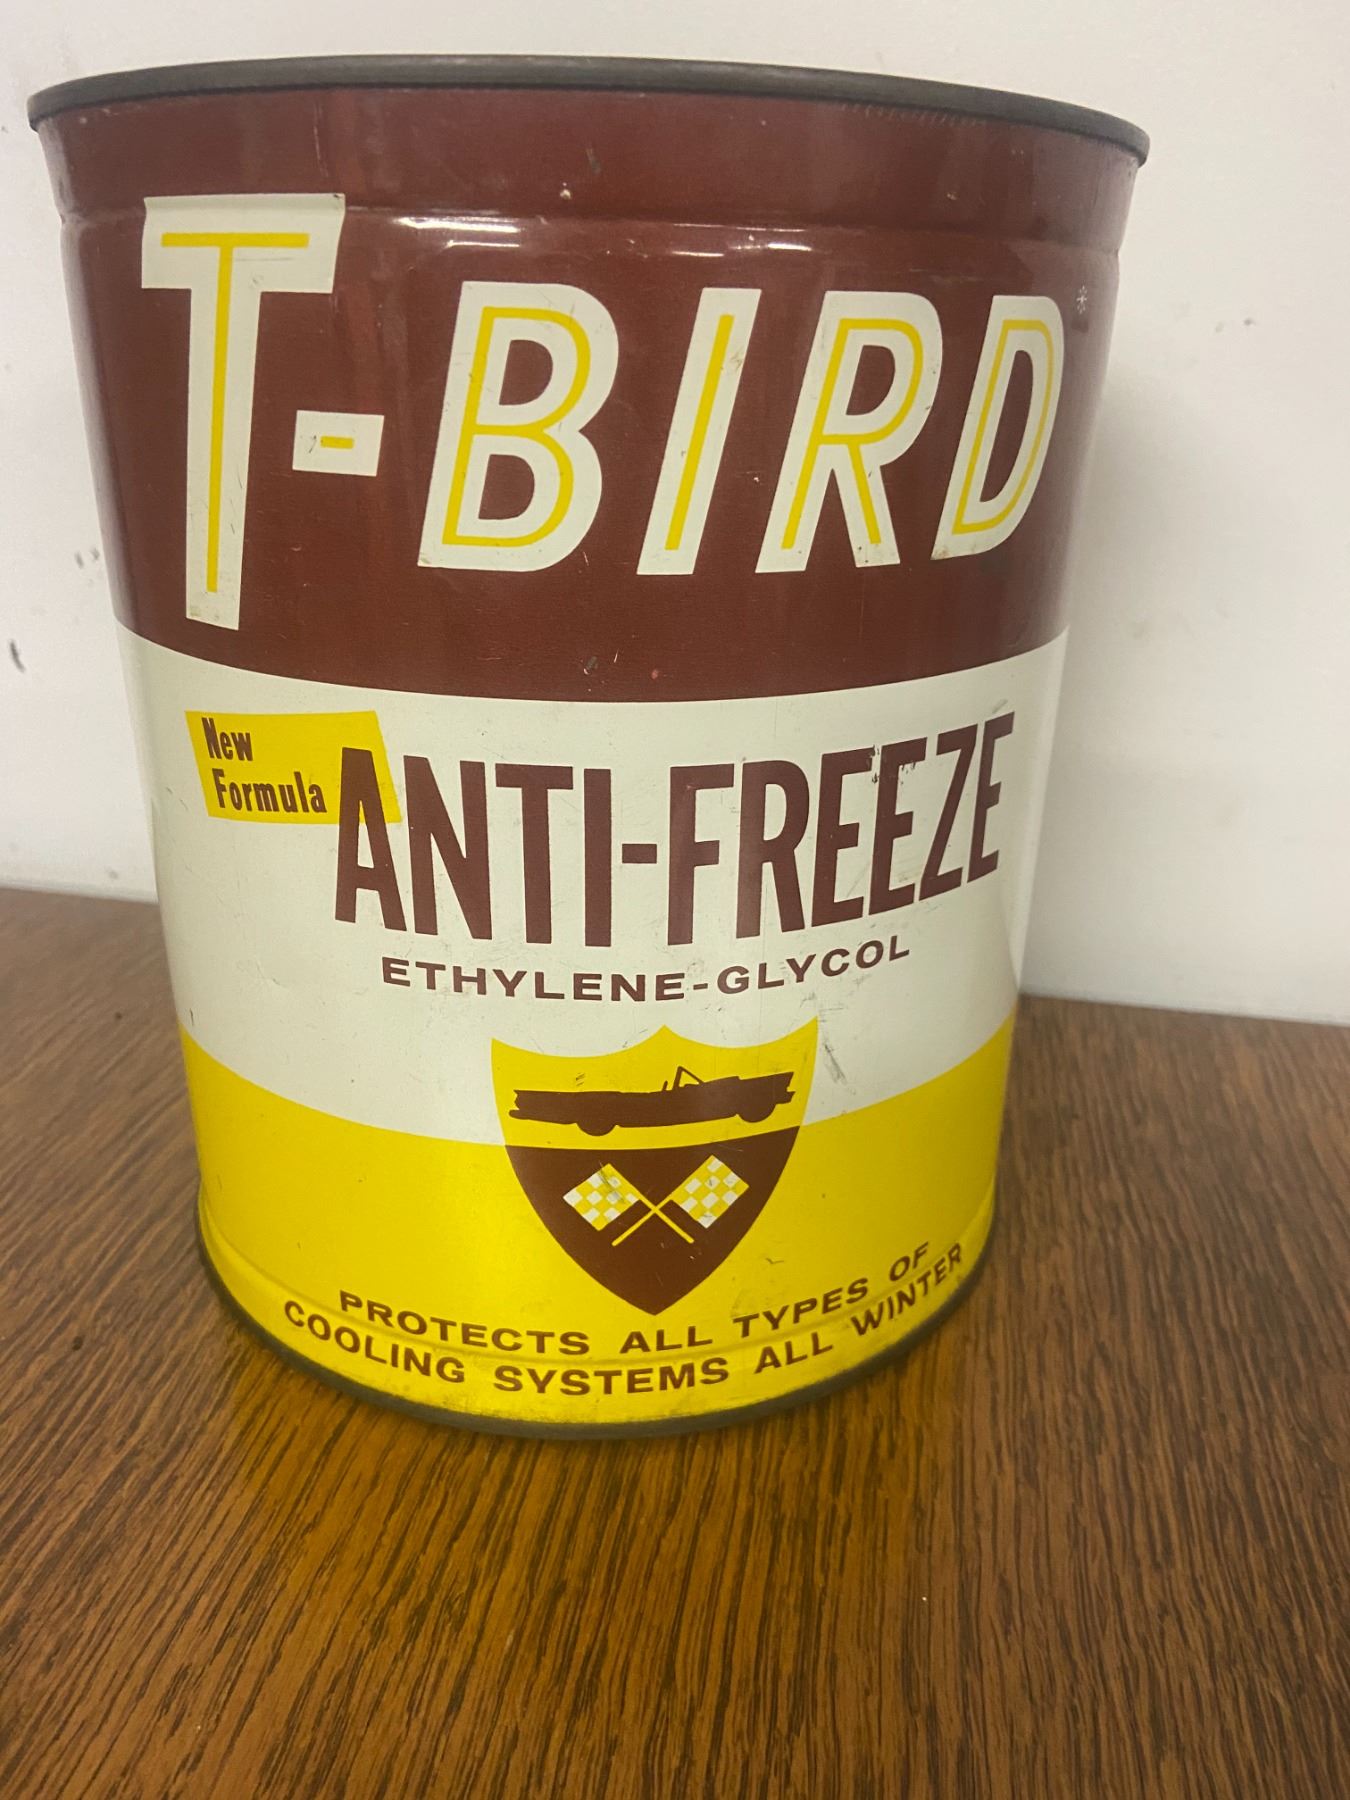 T-BIRD*
New
Formula
ANTI-FREEZE
ETHYLENE-GLYCOL
PROTECTS ALL TYPES OF
COOLING SYSTEMS ALL WINTER